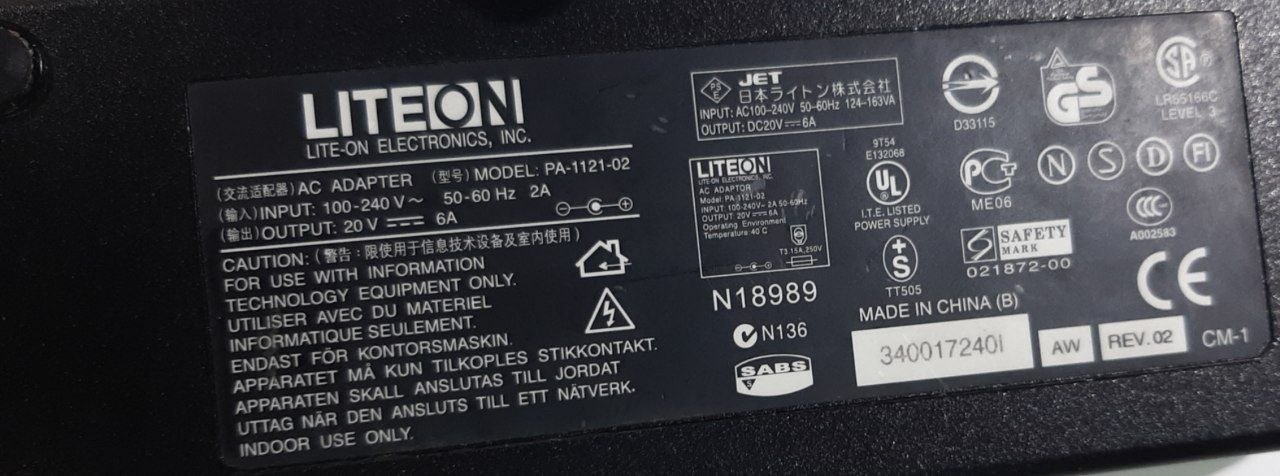 LITEON
LITE-ON ELECTRONICS, INC.
(交流适配器) AC ADAPTER (型号) MODEL: PA-1121-02
(输入) INPUT: 100-240 V~ 50-60 Hz 2A
(输出) OUTPUT: 20 V 6A
CAUTION: (警告: 限使用于信息技术设备及室内使用)
FOR USE WITH INFORMATION
TECHNOLOGY EQUIPMENT ONLY.
UTILISER AVEC DU MATERIEL
INFORMATIQUE SEULEMENT.
ENDAST FÖR KONTORSMASKIN.
APPARATET MÅ KUN TILKOPLES STIKKONTAKT.
APPARATEN SKALL ANSLUTAS TILL JORDAT
UTTAG NÄR DEN ANSLUTS TILL ETT NÄTVERK.
INDOOR USE ONLY.
PSE
JET
日本ライトン株式会社
INPUT: AC100-240V 50-60Hz 124-163VA
OUTPUT: DC20V 6A
LITEON
LITE-ON ELECTRONICS, INC.
AC ADAPTOR
Model: PA-1121-02
INPUT: 100-240V~ 2A 50-60Hz
OUTPUT: 20V 6A
Operating Environment
Temperature: 40 C
T3.15A, 250V
N18989
N136
SABS
9T54
E132068
UL
I.T.E. LISTED
POWER SUPPLY
+S
TT505
D33115
GS
SA
LR55166C
LEVEL 3
PCT
ME06
N S D FI
CCC
A002583
SAFETY
MARK
021872-00
CE
MADE IN CHINA (B)
3400172401
AW
REV. 02
CM-1